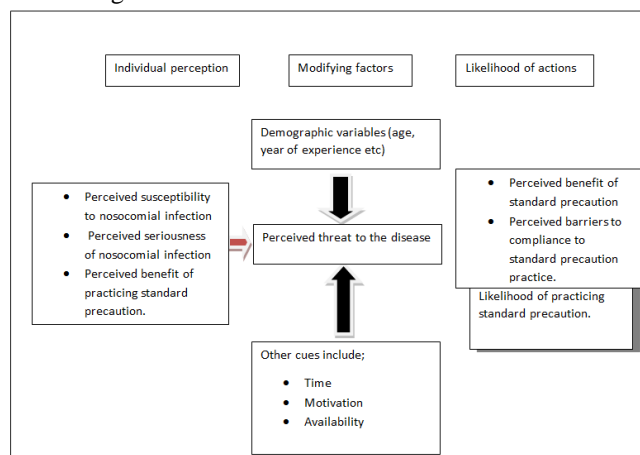 Individual perception
Modifying factors
Likelihood of actions
Demographic variables (age,
year of experience etc)
• Perceived susceptibility
to nosocomial infection
• Perceived seriousness
of nosocomial infection
• Perceived benefit of
practicing standard
precaution.
Perceived threat to the disease
• Perceived benefit of
standard precaution
• Perceived barriers to
compliance to
standard precaution
practice.
Likelihood of practicing
standard precaution.
Other cues include;
• Time
• Motivation
• Availability